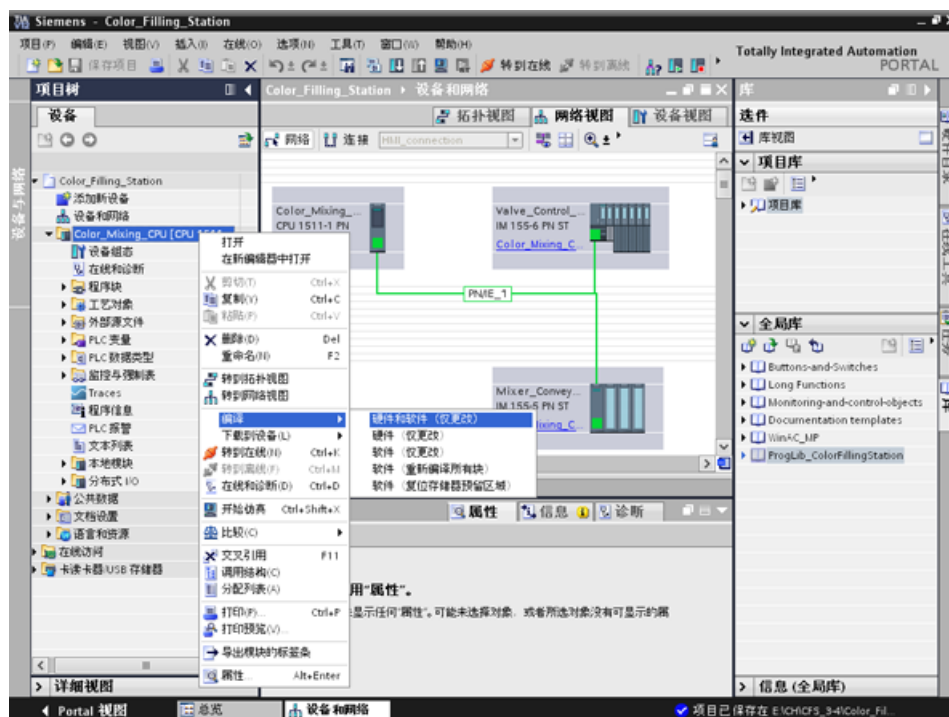 Siemens - Color_Filling_Station
项目(P) 编辑(E) 视图(V) 插入(I) 在线(O) 选项(N) 工具(T) 窗口(W) 帮助(H)
Totally Integrated Automation
PORTAL
保存项目 转到在线 转到离线
项目树
Color_Filling_Station ▸ 设备和网络
库
设备
拓扑视图 网络视图 设备视图
选件
网络 连接 HMI_connection
库视图
项目库
项目库
设备与网络
Color_Filling_Station
添加新设备
设备和网络
Color_Mixing_CPU [CPU 1511...
设备组态
在线和诊断
程序块
工艺对象
外部源文件
PLC 变量
PLC 数据类型
监控与强制表
Traces
程序信息
PLC 报警
文本列表
本地模块
分布式 I/O
公共数据
文档设置
语言和资源
在线访问
卡读卡器/USB 存储器
Color_Mixing_...
CPU 1511-1 PN
Valve_Control_...
IM 155-6 PN ST
Color_Mixing_C...
PN/IE_1
Mixer_Convey...
IM 155-5 PN ST
ixing_C...
打开
在新编辑器中打开
剪切(T) Ctrl+X
复制(Y) Ctrl+C
粘贴(P) Ctrl+V
删除(D) Del
重命名(N) F2
转到拓扑视图
转到网络视图
编译
下载到设备(L)
转到在线(N) Ctrl+K
转到离线(F) Ctrl+M
在线和诊断(D) Ctrl+D
开始仿真 Ctrl+Shift+X
比较(C)
交叉引用 F11
调用结构(C)
分配列表(A)
打印(P)... Ctrl+P
打印预览(V)...
导出模块的标签条
属性... Alt+Enter
硬件和软件（仅更改）
硬件（仅更改）
软件（仅更改）
软件（重新编译所有块）
软件（复位存储器预留区域）
全局库
Buttons-and-Switches
Long Functions
Monitoring-and-control-objects
Documentation templates
WinAC_MP
ProgLib_ColorFillingStation
属性 信息 诊断
用"属性"。
显示任何"属性"。可能未选择对象，或者所选对象没有可显示的属
详细视图
信息 (全局库)
Portal 视图 总览 设备和网络
项目已保存在 E:\CH\CFS_3-4\Color_Fil...